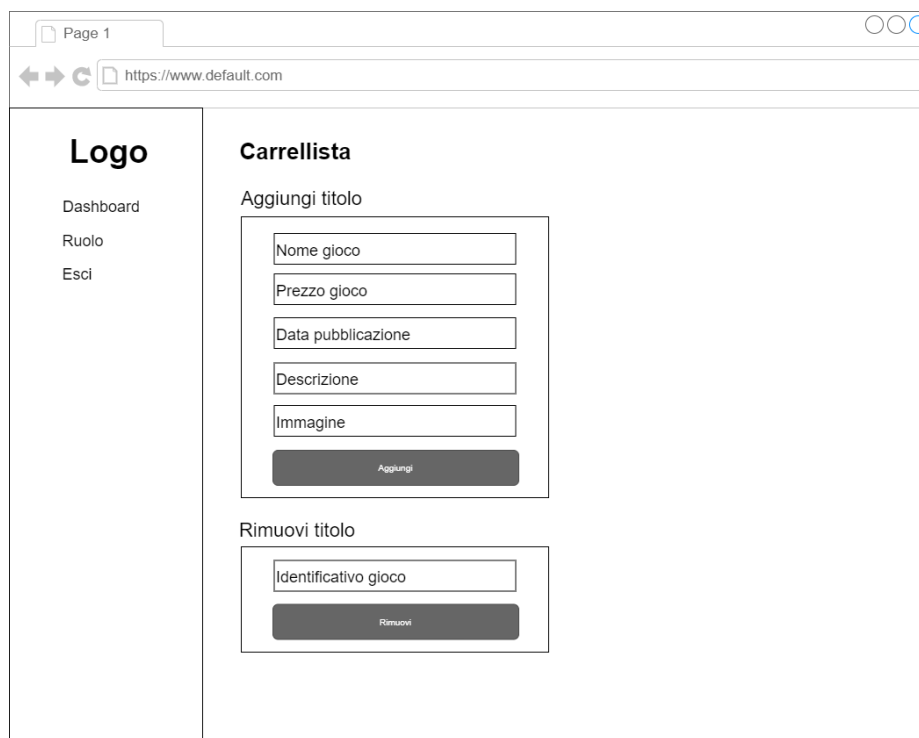 Page 1
https://www.default.com
Logo
Dashboard
Ruolo
Esci
Carrellista
Aggiungi titolo
Nome gioco
Prezzo gioco
Data pubblicazione
Descrizione
Immagine
Aggiungi
Rimuovi titolo
Identificativo gioco
Rimuovi